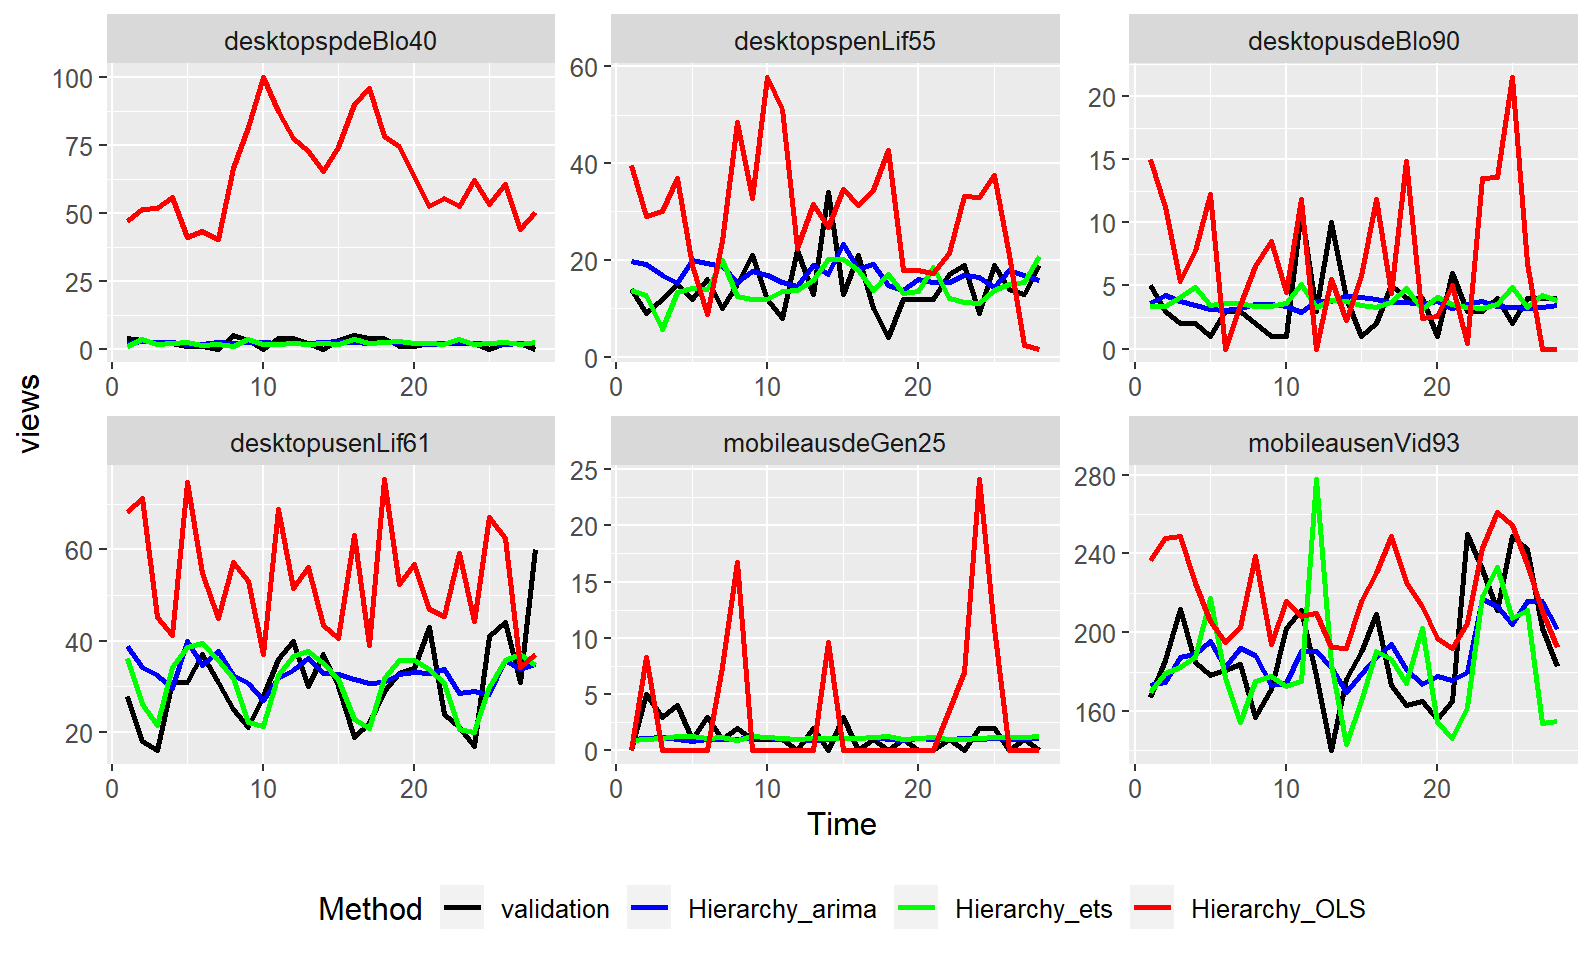 desktopspdeBlo40 desktopspenLif55 desktopusdeBlo90
100 75 50 25 0
60 40 20 0
20 15 10 5 0
0 10 20 0 10 20 0 10 20
views
desktopusenLif61 mobileausdeGen25 mobileausenVid93
60 40 20
25 20 15 10 5 0
280 240 200 160
0 10 20 0 10 20 0 10 20
Time
Method validation Hierarchy_arima Hierarchy_ets Hierarchy_OLS